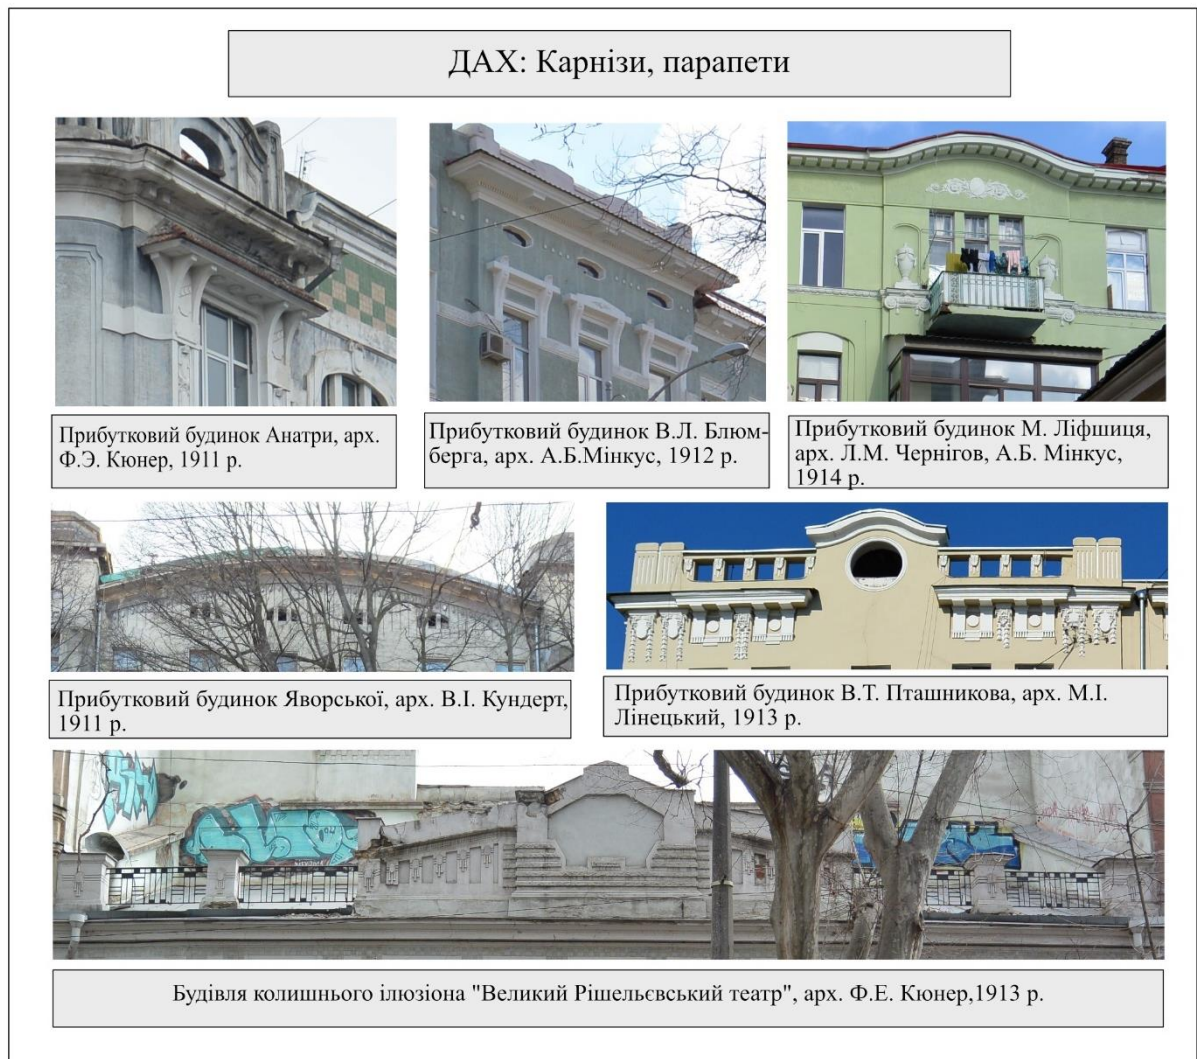 ДАХ: Карнізи, парапети
Прибутковий будинок Анатри, арх.
Ф.Э. Кюнер, 1911 р.
Прибутковий будинок В.Л. Блюм-
берга, арх. А.Б.Мінкус, 1912 р.
Прибутковий будинок М. Ліфшиця,
арх. Л.М. Чернігов, А.Б. Мінкус,
1914 р.
Прибутковий будинок Яворської, арх. В.І. Кундерт,
1911 р.
Прибутковий будинок В.Т. Пташникова, арх. М.І.
Лінецький, 1913 р.
Будівля колишнього ілюзіона "Великий Рішельєвський театр", арх. Ф.Е. Кюнер,1913 р.